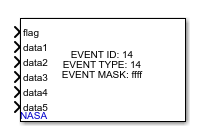 flag
data1
data2
data3
data4
data5
EVENT ID: 14
EVENT TYPE: 14
EVENT MASK: ffff
NASA